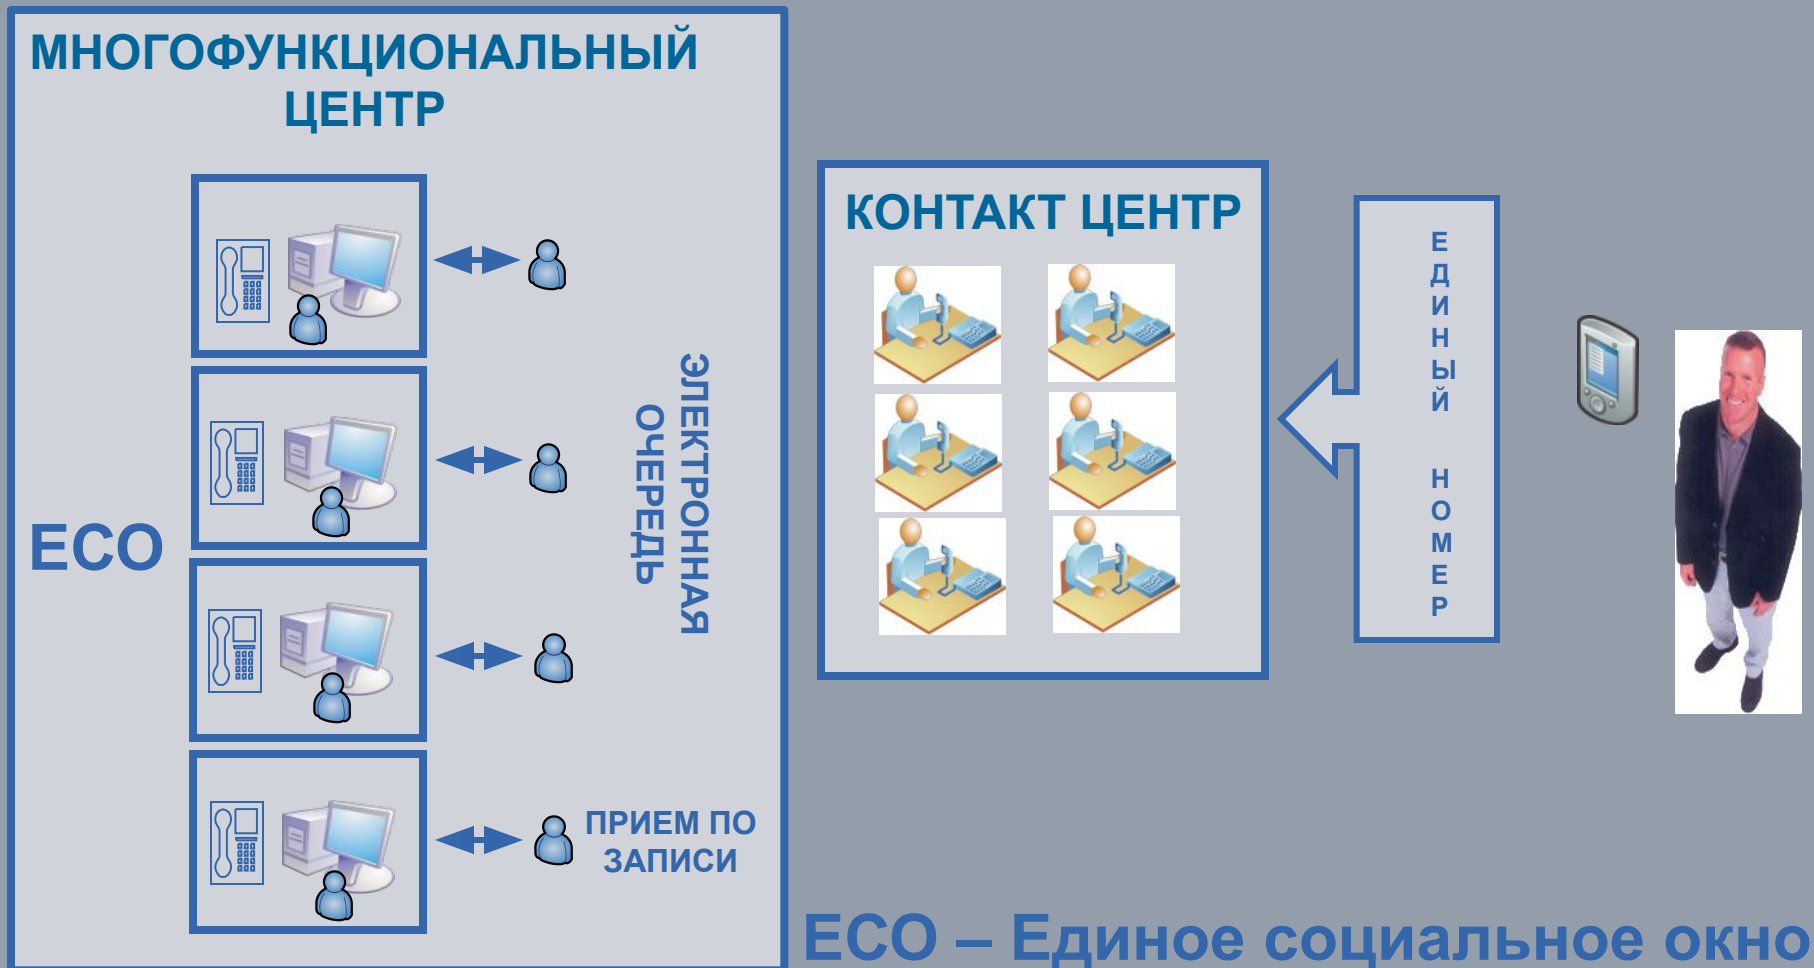 МНОГОФУНКЦИОНАЛЬНЫЙ
ЦЕНТР
ЕСО
ЭЛЕКТРОННАЯ
ОЧЕРЕДЬ
ПРИЕМ ПО
ЗАПИСИ
КОНТАКТ ЦЕНТР
ЕДИНЫЙ НОМЕР
ЕСО – Единое социальное окно